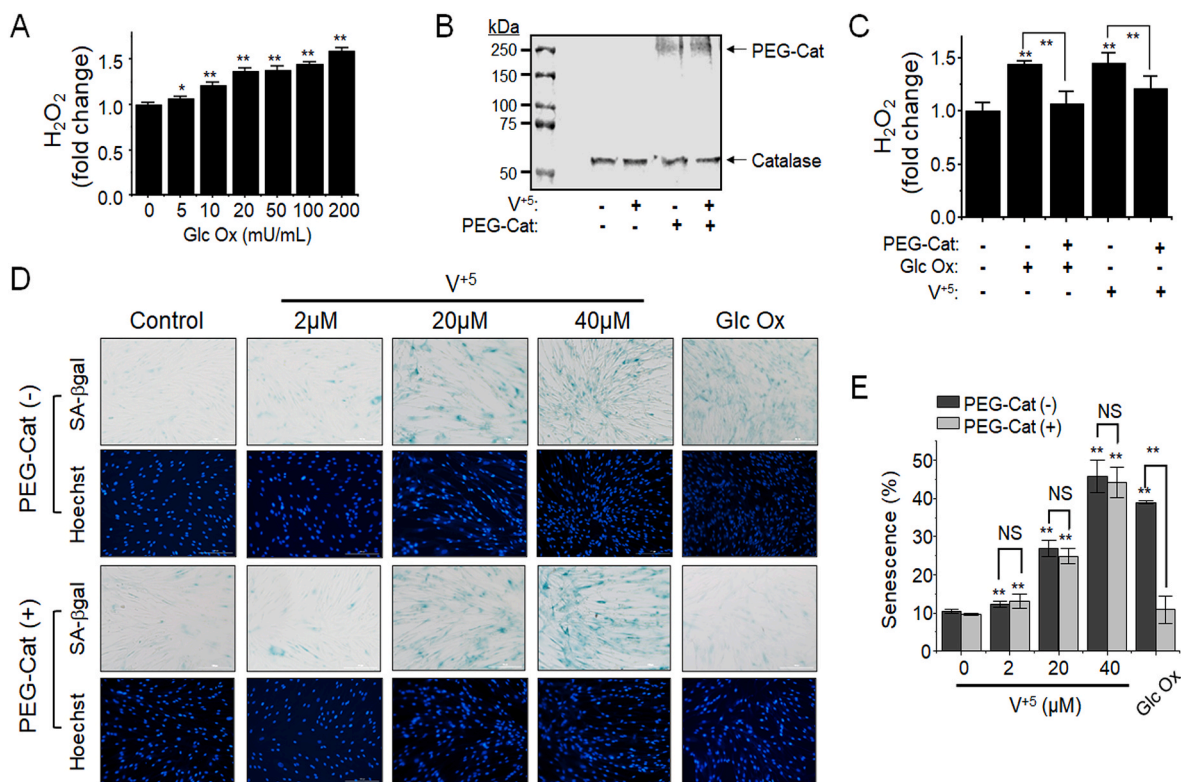 A
H₂O₂
(fold change)
1.5
1.0
0.5
0.0
*
**
**
**
**
**
0 5 10 20 50 100 200
Glc Ox (mU/mL)
B
kDa
250
150
100
75
50
PEG-Cat
Catalase
V⁺⁵: - + - +
PEG-Cat: - - + +
C
H₂O₂
(fold change)
1.5
1.0
0.5
0.0
**
**
**
**
PEG-Cat: - - + - +
Glc Ox: - + + - -
V⁺⁵: - - - + +
D
V⁺⁵
Control 2µM 20µM 40µM Glc Ox
PEG-Cat (-)
SA-βgal
Hoechst
PEG-Cat (+)
SA-βgal
Hoechst
E
PEG-Cat (-)
PEG-Cat (+)
Senescence (%)
50
40
30
20
10
0
NS
NS
NS
**
** **
** **
** **
**
0 2 20 40 Glc Ox
V⁺⁵ (µM)